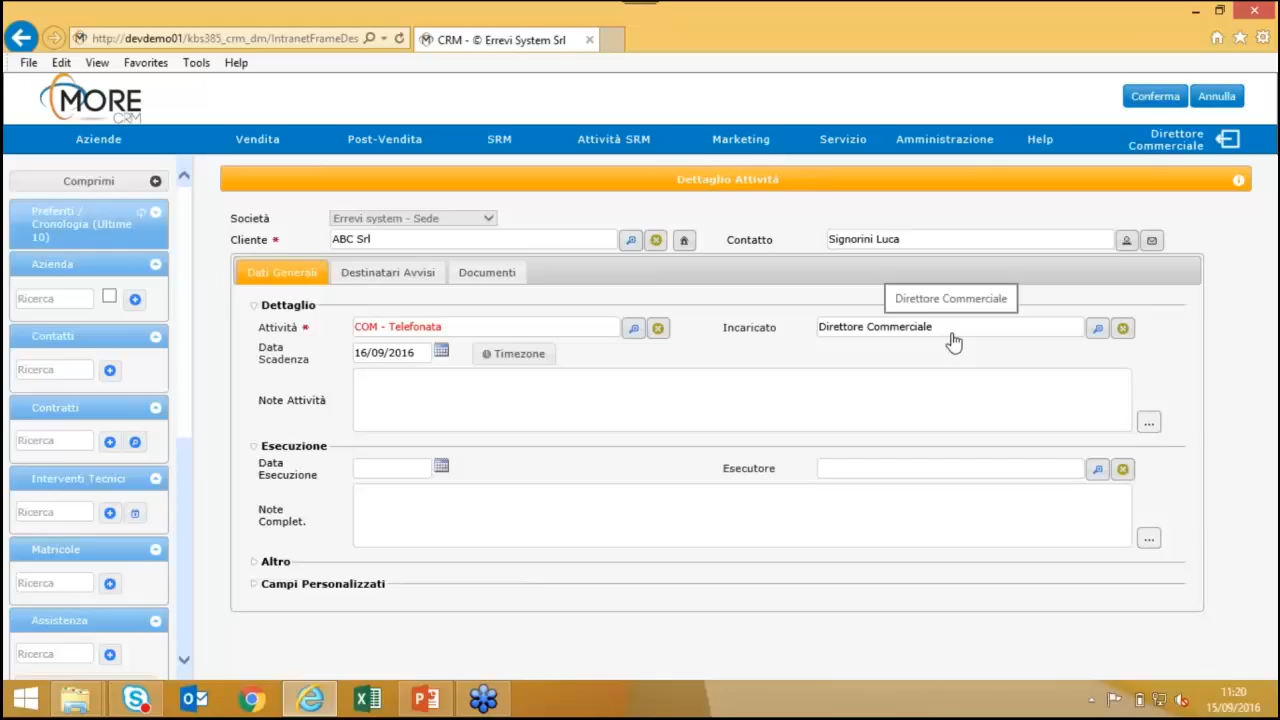 http://devdemo01/kbs385_crm_dm/IntranetFrameDes
CRM - © Errevi System Srl
File Edit View Favorites Tools Help
MORE
CRM
Conferma Annulla
Aziende Vendita Post-Vendita SRM Attività SRM Marketing Servizio Amministrazione Help Direttore
Commerciale
Comprimi
Preferiti /
Cronologia (Ultime
10)
Azienda
Ricerca
Contatti
Ricerca
Contratti
Ricerca
Interventi Tecnici
Ricerca
Matricole
Ricerca
Assistenza
Ricerca
Dettaglio Attività
Società Errevi system - Sede
Cliente * ABC Srl Contatto Signorini Luca
Dati Generali Destinatari Avvisi Documenti
Dettaglio
Direttore Commerciale
Attività * COM - Telefonata Incaricato Direttore Commerciale
Data
Scadenza 16/09/2016 Timezone
Note Attività
...
Esecuzione
Data
Esecuzione Esecutore
Note
Complet.
...
Altro
Campi Personalizzati
11:20
15/09/2016